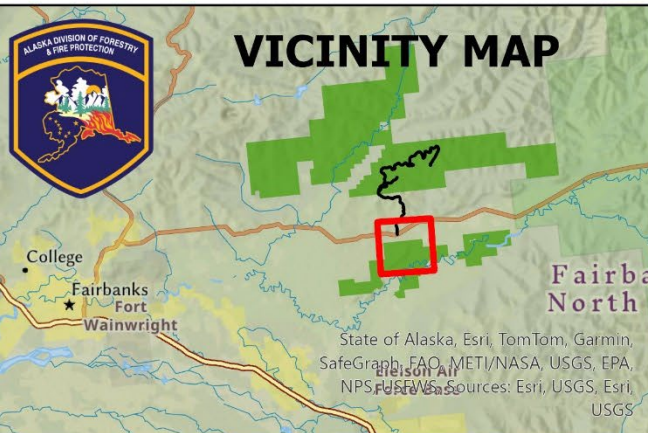 ALASKA DIVISION OF FORESTRY
& FIRE PROTECTION
VICINITY MAP
College
Fairbanks
Fort
Wainwright
Fairba
North
State of Alaska, Esri, TomTom, Garmin,
SafeGraph, FAO, METI/NASA, USGS, EPA,
Eielson Air
NPS, USFWS, Sources: Esri, USGS, Esri,
Force Base
USGS